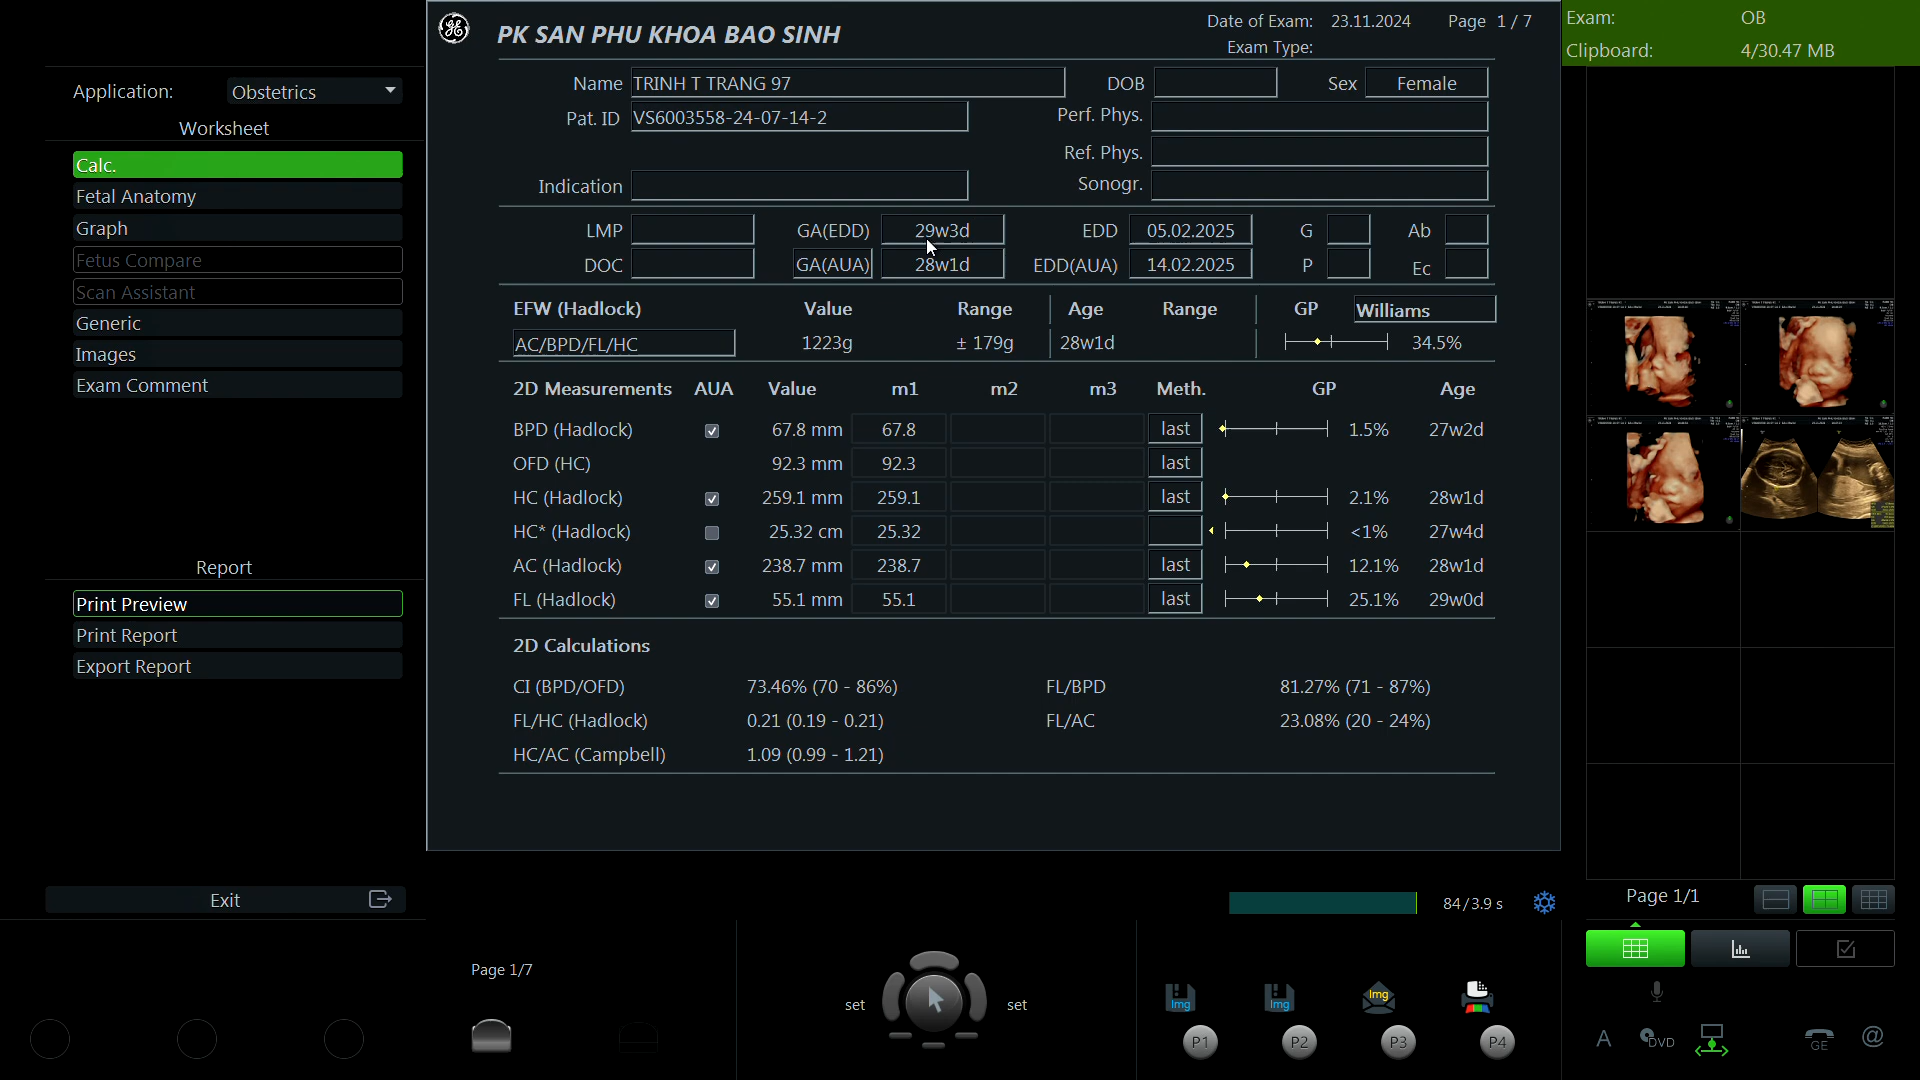 PK SAN PHU KHOA BAO SINH
Date of Exam: 23.11.2024 Page 1 / 7
Exam Type:
Exam: OB
Clipboard: 4/30.47 MB
Application: Obstetrics
Worksheet
Calc.
Fetal Anatomy
Graph
Fetus Compare
Scan Assistant
Generic
Images
Exam Comment
Report
Print Preview
Print Report
Export Report
Exit
Name TRINH T TRANG 97 DOB Sex Female
Pat. ID VS6003558-24-07-14-2 Perf. Phys.
Ref. Phys.
Indication Sonogr.
LMP GA(EDD) 29w3d EDD 05.02.2025 G Ab
DOC GA(AUA) 28w1d EDD(AUA) 14.02.2025 P Ec
EFW (Hadlock) Value Range Age Range GP Williams
AC/BPD/FL/HC 1223g ± 179g 28w1d 34.5%
2D Measurements AUA Value m1 m2 m3 Meth. GP Age
BPD (Hadlock) 67.8 mm 67.8 last 1.5% 27w2d
OFD (HC) 92.3 mm 92.3 last
HC (Hadlock) 259.1 mm 259.1 last 2.1% 28w1d
HC* (Hadlock) 25.32 cm 25.32 <1% 27w4d
AC (Hadlock) 238.7 mm 238.7 last 12.1% 28w1d
FL (Hadlock) 55.1 mm 55.1 last 25.1% 29w0d
2D Calculations
CI (BPD/OFD) 73.46% (70 - 86%) FL/BPD 81.27% (71 - 87%)
FL/HC (Hadlock) 0.21 (0.19 - 0.21) FL/AC 23.08% (20 - 24%)
HC/AC (Campbell) 1.09 (0.99 - 1.21)
84/3.9 s
Page 1/1
Page 1/7
set set
Img Img Img
P1 P2 P3 P4
A DVD GE @